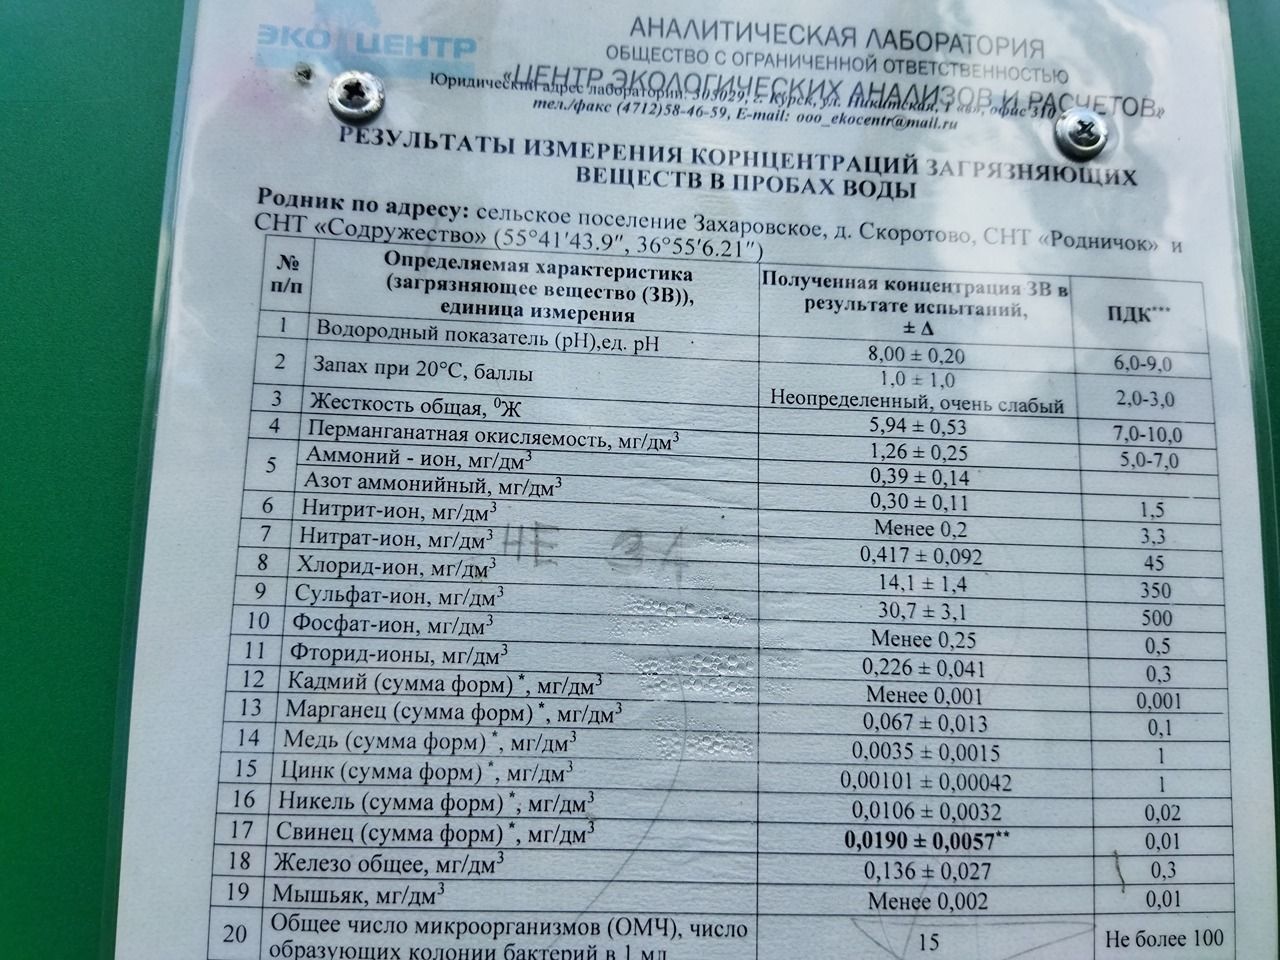 ЭКОЦЕНТР
АНАЛИТИЧЕСКАЯ ЛАБОРАТОРИЯ
ОБЩЕСТВО С ОГРАНИЧЕННОЙ ОТВЕТСТВЕННОСТЬЮ
«ЦЕНТР ЭКОЛОГИЧЕСКИХ АНАЛИЗОВ И РАСЧЕТОВ»
Юридический адрес лаборатории: 305029, г. Курск, ул. Никитская, 1 «в», офис 310
тел./факс (4712)58-46-59, E-mail: ooo_ekocentr@mail.ru
РЕЗУЛЬТАТЫ ИЗМЕРЕНИЯ КОРНЦЕНТРАЦИЙ ЗАГРЯЗНЯЮЩИХ
ВЕЩЕСТВ В ПРОБАХ ВОДЫ
Родник по адресу: сельское поселение Захаровское, д. Скоротово, СНТ «Родничок» и
СНТ «Содружество» (55°41′43.9″, 36°55′6.21″)
№ п/п Определяемая характеристика (загрязняющее вещество (ЗВ)), единица измерения Полученная концентрация ЗВ в результате испытаний, ± Δ ПДК***
1 Водородный показатель (pH),ед. pH 8,00 ± 0,20 6,0-9,0
2 Запах при 20°С, баллы 1,0 ± 1,0 Неопределенный, очень слабый 2,0-3,0
3 Жесткость общая, ⁰Ж 5,94 ± 0,53 7,0-10,0
4 Перманганатная окисляемость, мг/дм³ 1,26 ± 0,25 5,0-7,0
5 Аммоний - ион, мг/дм³ 0,39 ± 0,14
Азот аммонийный, мг/дм³ 0,30 ± 0,11 1,5
6 Нитрит-ион, мг/дм³ Менее 0,2 3,3
7 Нитрат-ион, мг/дм³ 0,417 ± 0,092 45
8 Хлорид-ион, мг/дм³ 14,1 ± 1,4 350
9 Сульфат-ион, мг/дм³ 30,7 ± 3,1 500
10 Фосфат-ион, мг/дм³ Менее 0,25 0,5
11 Фторид-ионы, мг/дм³ 0,226 ± 0,041 0,3
12 Кадмий (сумма форм)*, мг/дм³ Менее 0,001 0,001
13 Марганец (сумма форм)*, мг/дм³ 0,067 ± 0,013 0,1
14 Медь (сумма форм)*, мг/дм³ 0,0035 ± 0,0015 1
15 Цинк (сумма форм)*, мг/дм³ 0,00101 ± 0,00042 1
16 Никель (сумма форм)*, мг/дм³ 0,0106 ± 0,0032 0,02
17 Свинец (сумма форм)*, мг/дм³ 0,0190 ± 0,0057** 0,01
18 Железо общее, мг/дм³ 0,136 ± 0,027 0,3
19 Мышьяк, мг/дм³ Менее 0,002 0,01
20 Общее число микроорганизмов (ОМЧ), число образующих колонии бактерий в 1 мл 15 Не более 100